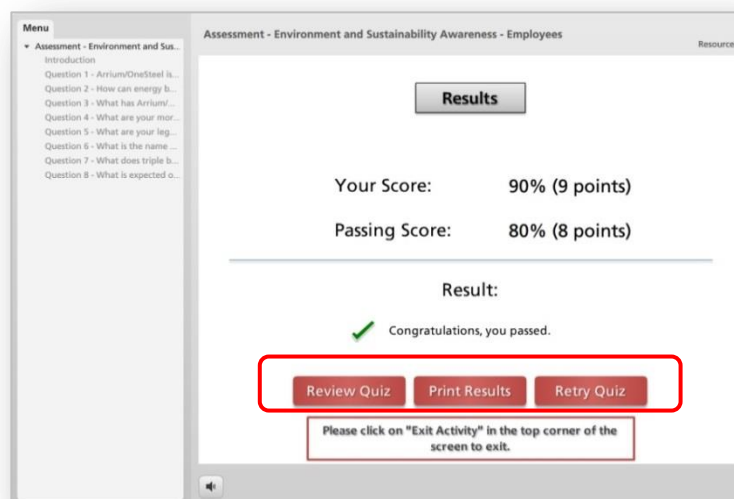 Menu
Assessment - Environment and Sus...
Introduction
Question 1 - Arrium/OneSteel is...
Question 2 - How can energy b...
Question 3 - What has Arrium/...
Question 4 - What are your mor...
Question 5 - What are your leg...
Question 6 - What is the name ...
Question 7 - What does triple b...
Question 8 - What is expected o...
Assessment - Environment and Sustainability Awareness - Employees
Resource
Results
Your Score: 90% (9 points)
Passing Score: 80% (8 points)
Result:
Congratulations, you passed.
Review Quiz Print Results Retry Quiz
Please click on "Exit Activity" in the top corner of the
screen to exit.